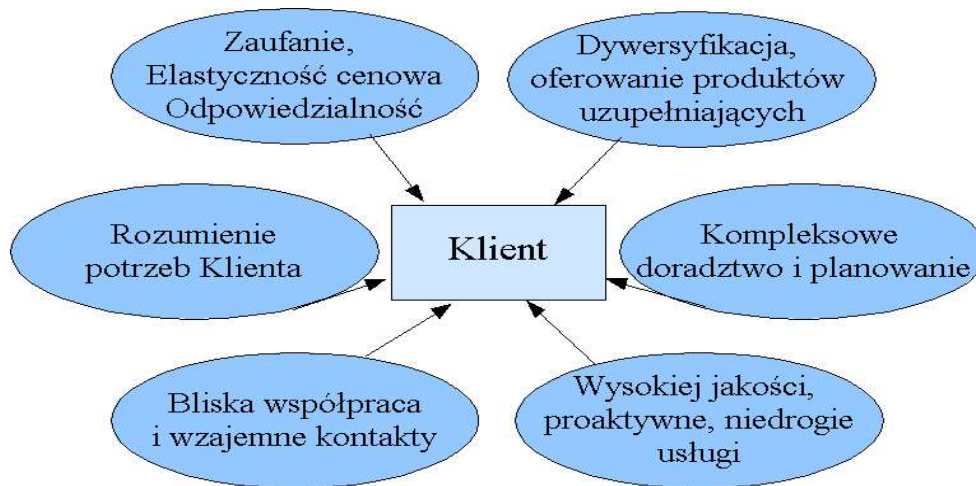 Zaufanie,
Elastyczność cenowa
Odpowiedzialność
Dywersyfikacja,
oferowanie produktów
uzupełniających
Rozumienie
potrzeb Klienta
Klient
Kompleksowe
doradztwo i planowanie
Bliska współpraca
i wzajemne kontakty
Wysokiej jakości,
proaktywne, niedrogie
usługi